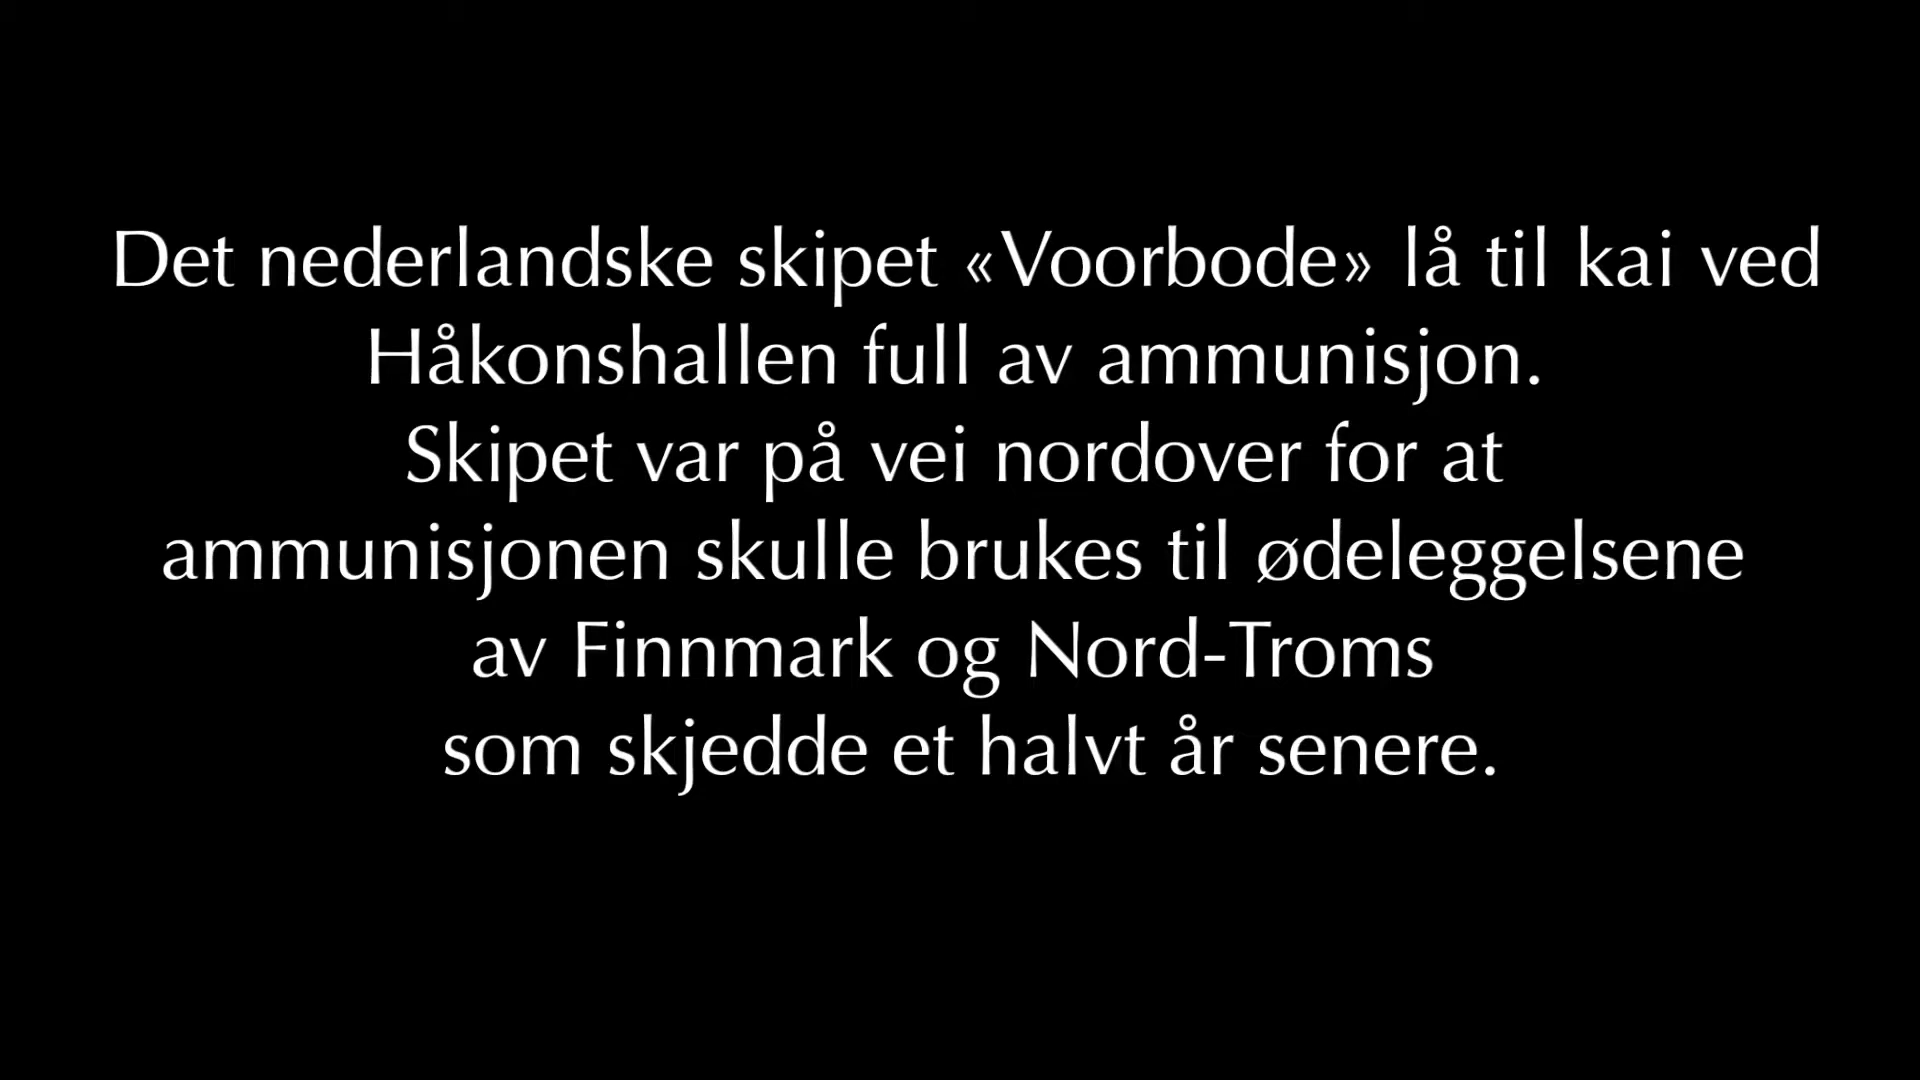 Det nederlandske skipet «Voorbode» lå til kai ved
Håkonshallen full av ammunisjon.
Skipet var på vei nordover for at
ammunisjonen skulle brukes til ødeleggelsene
av Finnmark og Nord-Troms
som skjedde et halvt år senere.